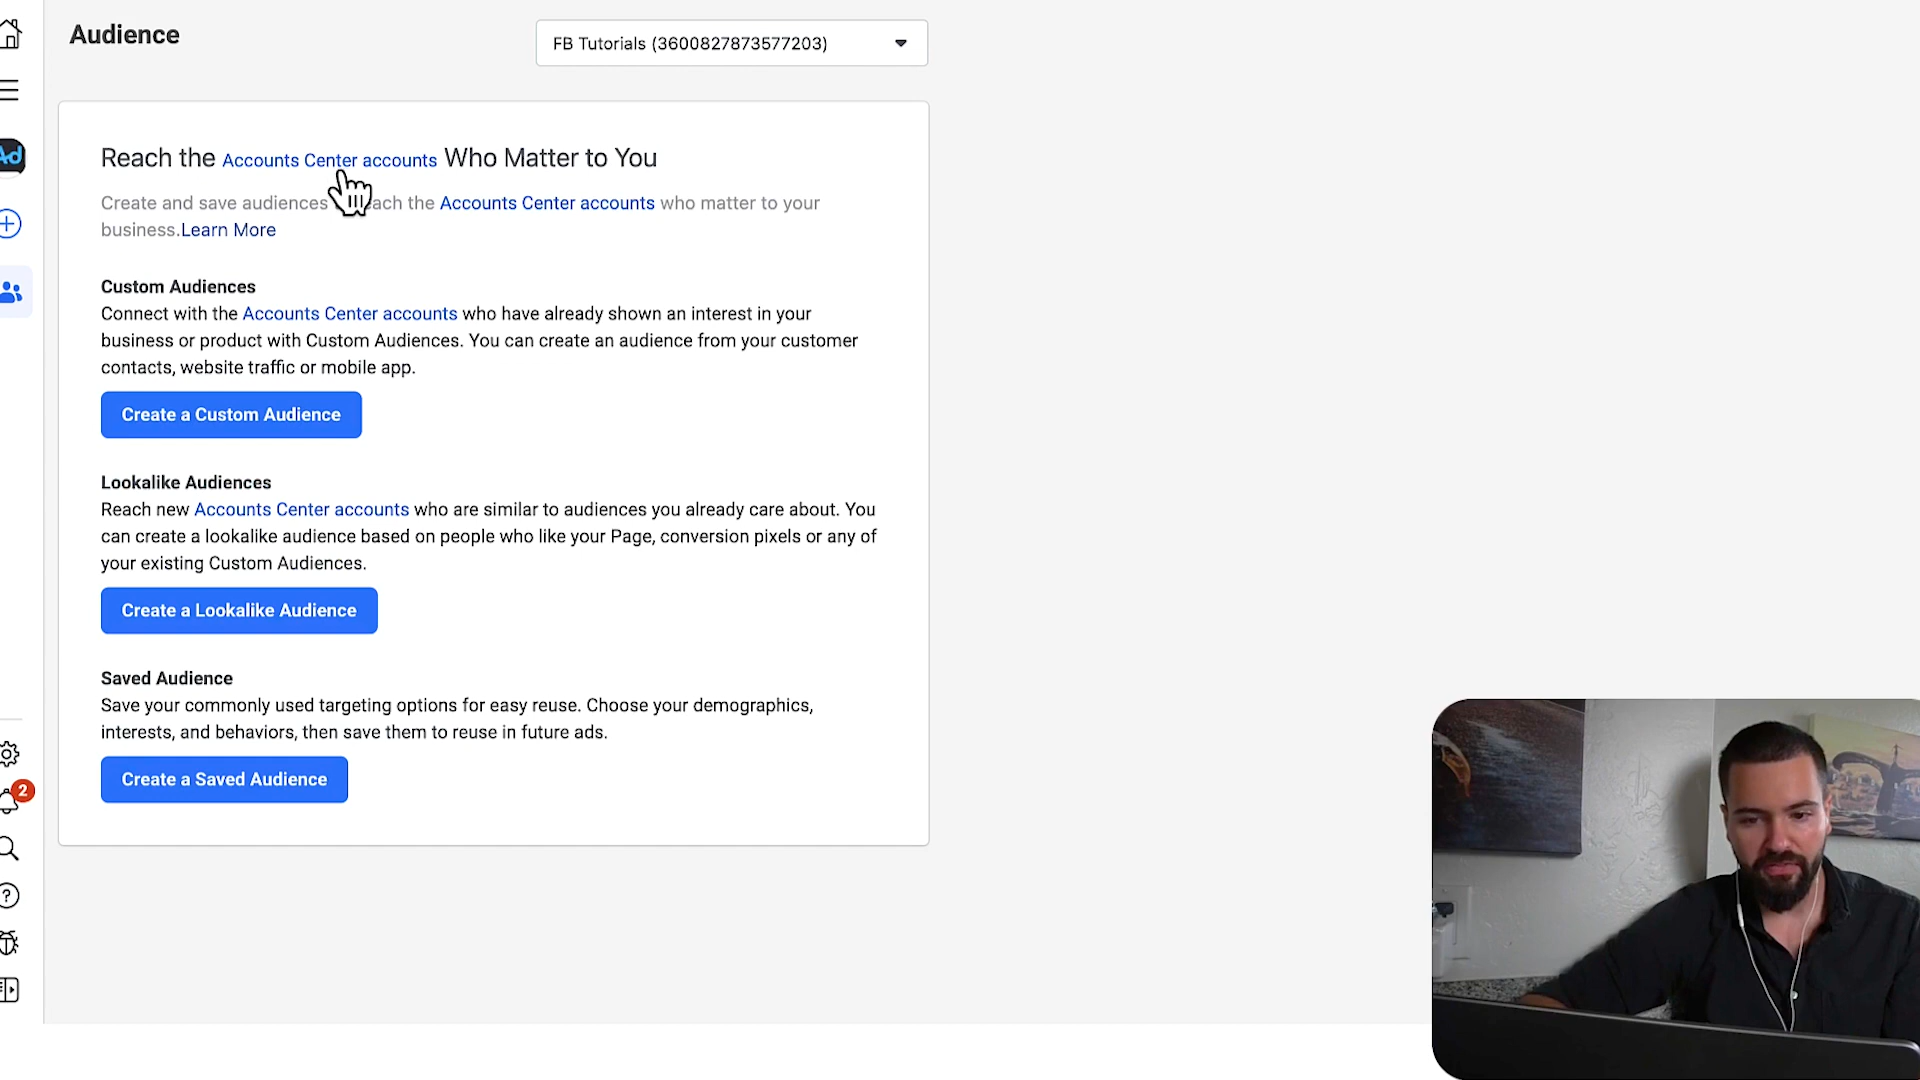 Audience
FB Tutorials (3600827873577203)
Ad
Reach the Accounts Center accounts Who Matter to You
Create and save audiences ach the Accounts Center accounts who matter to your
business.Learn More
Custom Audiences
Connect with the Accounts Center accounts who have already shown an interest in your
business or product with Custom Audiences. You can create an audience from your customer
contacts, website traffic or mobile app.
Create a Custom Audience
Lookalike Audiences
Reach new Accounts Center accounts who are similar to audiences you already care about. You
can create a lookalike audience based on people who like your Page, conversion pixels or any of
your existing Custom Audiences.
Create a Lookalike Audience
Saved Audience
Save your commonly used targeting options for easy reuse. Choose your demographics,
interests, and behaviors, then save them to reuse in future ads.
Create a Saved Audience
2